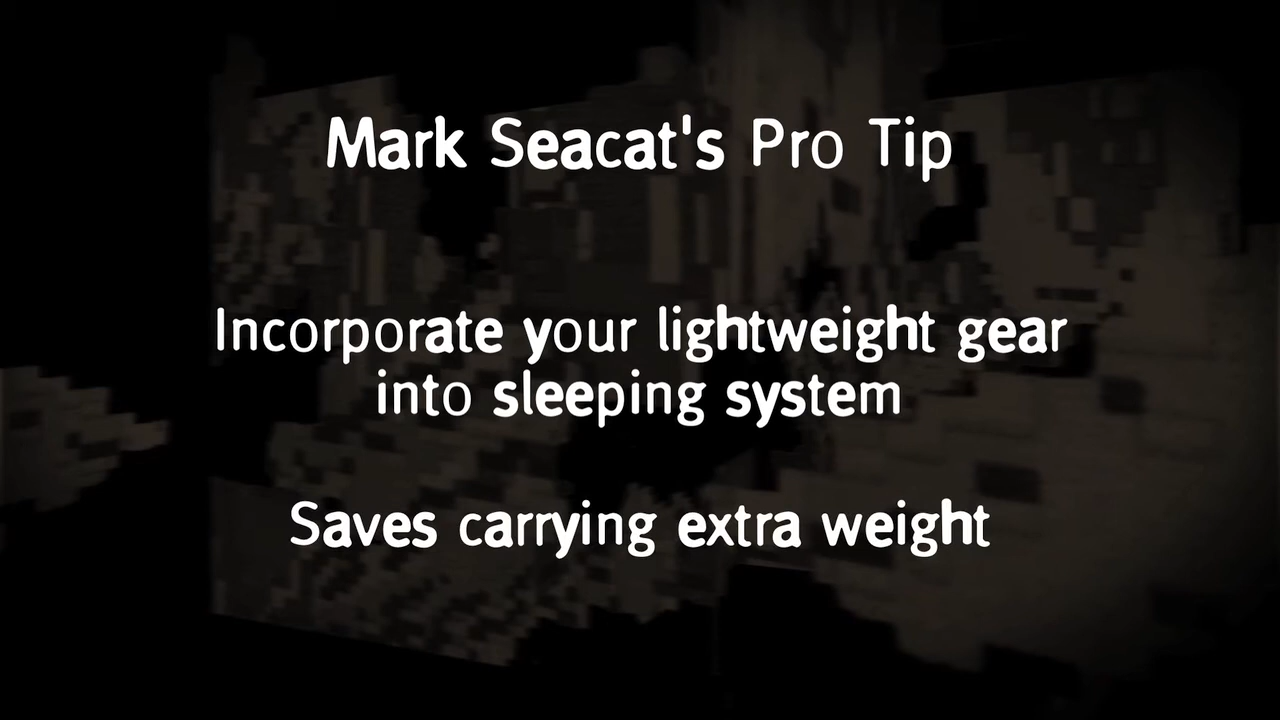 Mark Seacat's Pro Tip
Incorporate your lightweight gear
into sleeping system
Saves carrying extra weight